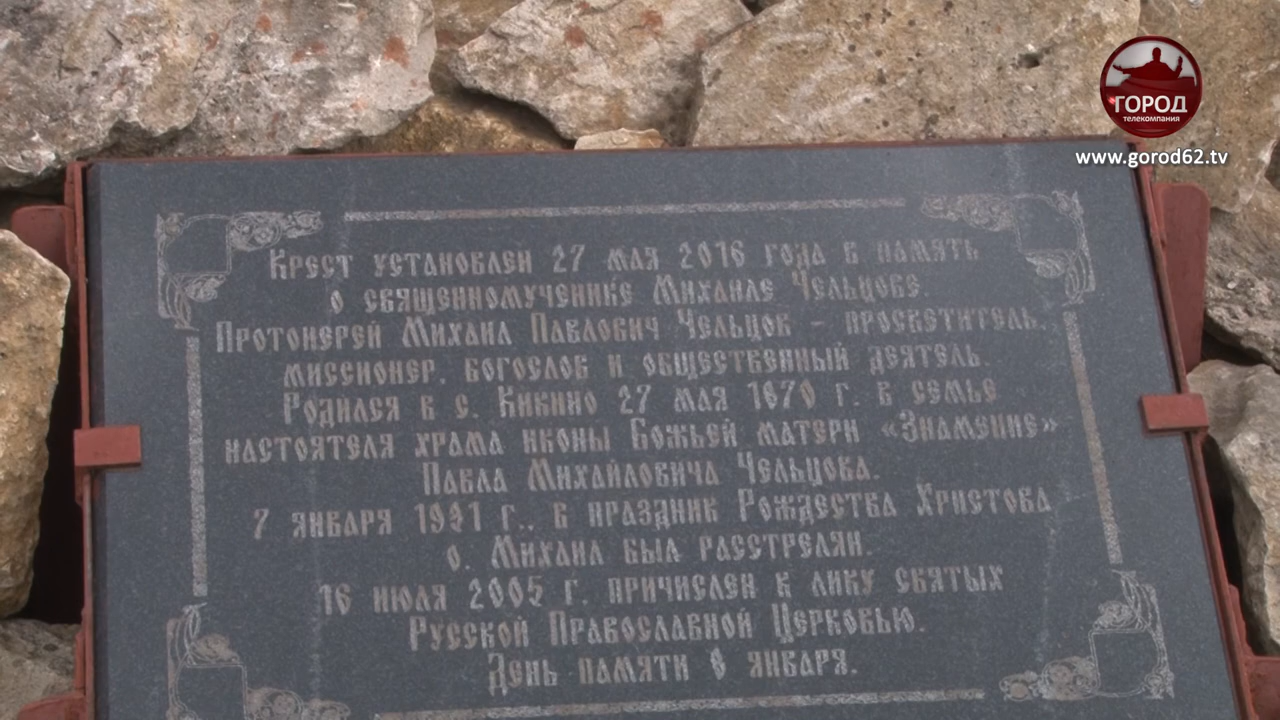 ГОРОД
телекомпания
www.gorod62.tv
Крест установлен 27 мая 2016 года в память
о священномученике Михаиле Чельцове.
Протоиерей Михаил Павлович Чельцов – просветитель,
миссионер, богослов и общественный деятель.
Родился в с. Кикино 27 мая 1870 г. в семье
настоятеля храма иконы Божьей матери «Знамение»
Павла Михайловича Чельцова.
7 января 1931 г., в праздник Рождества Христова
о. Михаил был расстрелян.
16 июля 2005 г. причислен к лику святых
Русской Православной Церковью.
День памяти 6 января.